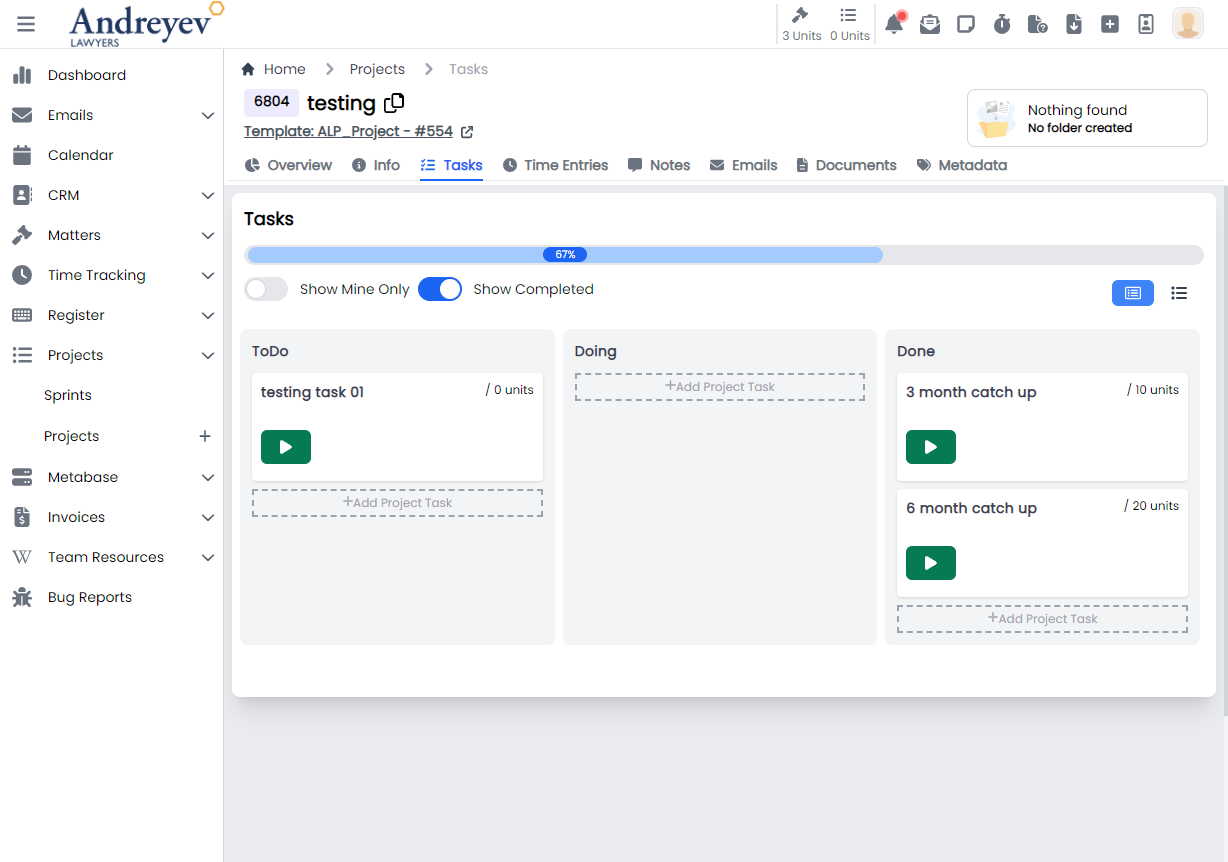 Andreyev
LAWYERS
3 Units
0 Units
Dashboard
Emails
Calendar
CRM
Matters
Time Tracking
Register
Projects
Sprints
Projects
Metabase
Invoices
Team Resources
Bug Reports
Home
Projects
Tasks
6804
testing
Template: ALP_Project - #554
Nothing found
No folder created
Overview
Info
Tasks
Time Entries
Notes
Emails
Documents
Metadata
Tasks
67%
Show Mine Only
Show Completed
ToDo
testing task 01
/ 0 units
+Add Project Task
Doing
+Add Project Task
Done
3 month catch up
/ 10 units
6 month catch up
/ 20 units
+Add Project Task